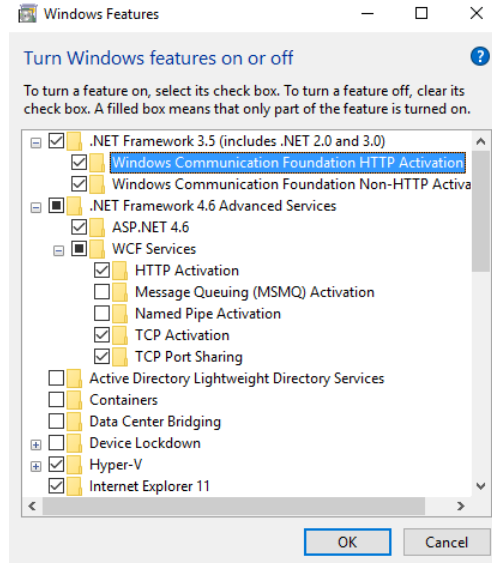 Windows Features
Turn Windows features on or off
To turn a feature on, select its check box. To turn a feature off, clear its
check box. A filled box means that only part of the feature is turned on.
.NET Framework 3.5 (includes .NET 2.0 and 3.0)
Windows Communication Foundation HTTP Activation
Windows Communication Foundation Non-HTTP Activa
.NET Framework 4.6 Advanced Services
ASP.NET 4.6
WCF Services
HTTP Activation
Message Queuing (MSMQ) Activation
Named Pipe Activation
TCP Activation
TCP Port Sharing
Active Directory Lightweight Directory Services
Containers
Data Center Bridging
Device Lockdown
Hyper-V
Internet Explorer 11
OK Cancel